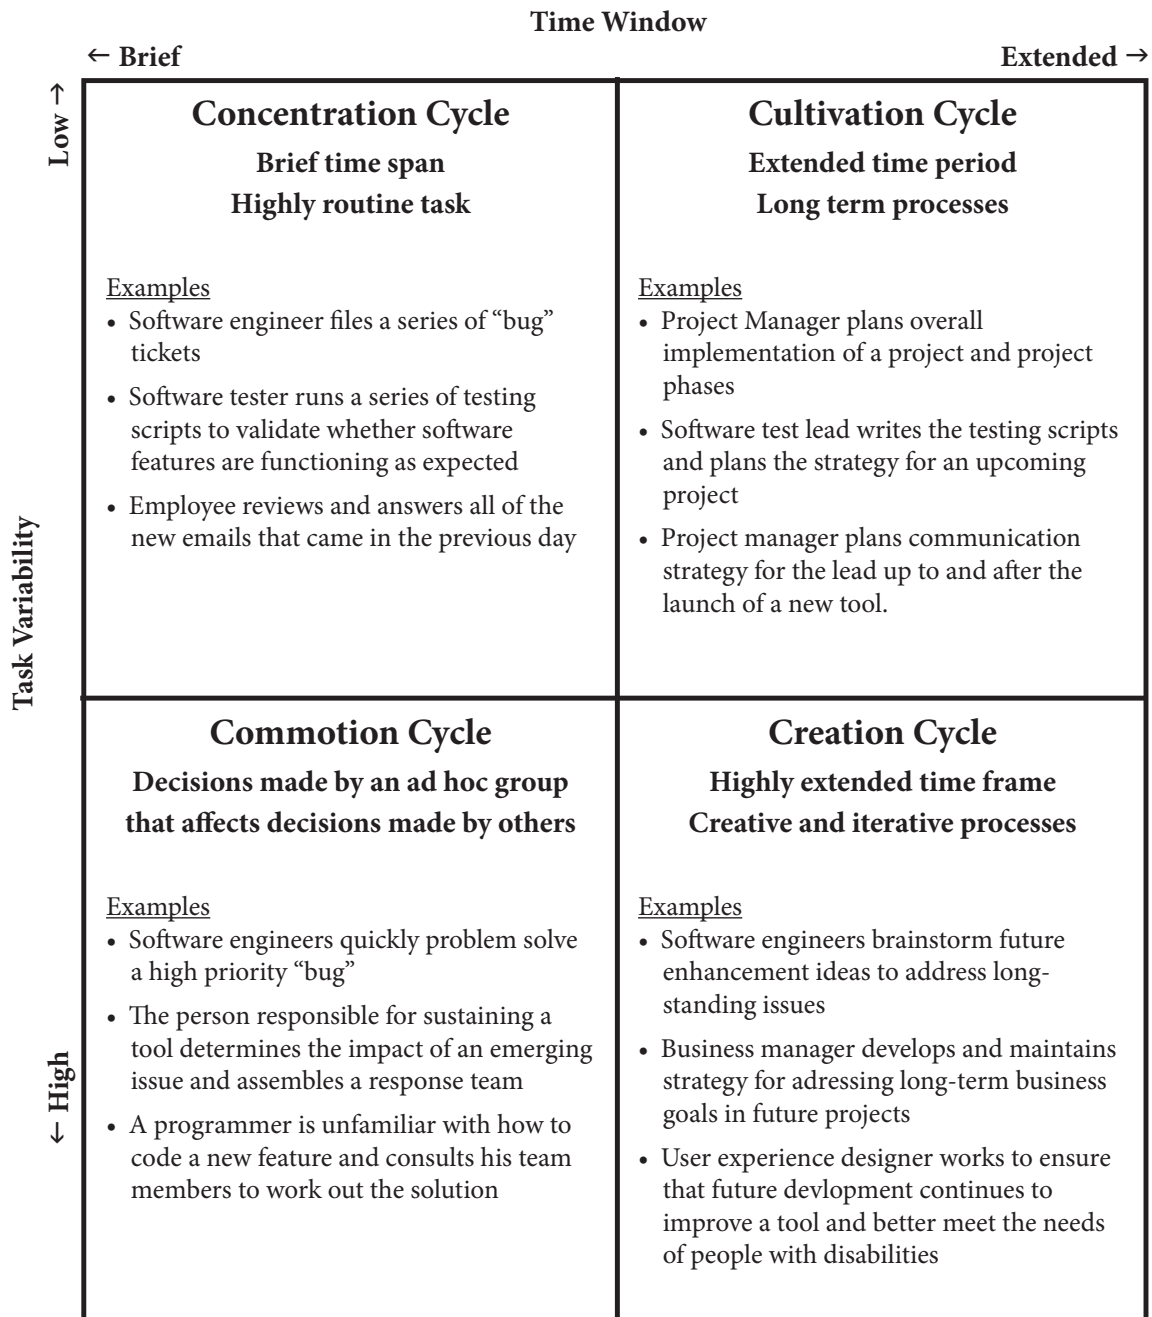 Time Window
← Brief
Extended →
Low →
Task Variability
← High
Concentration Cycle
Brief time span
Highly routine task
Examples
• Software engineer files a series of “bug”
tickets
• Software tester runs a series of testing
scripts to validate whether software
features are functioning as expected
• Employee reviews and answers all of the
new emails that came in the previous day
Cultivation Cycle
Extended time period
Long term processes
Examples
• Project Manager plans overall
implementation of a project and project
phases
• Software test lead writes the testing scripts
and plans the strategy for an upcoming
project
• Project manager plans communication
strategy for the lead up to and after the
launch of a new tool.
Commotion Cycle
Decisions made by an ad hoc group
that affects decisions made by others
Examples
• Software engineers quickly problem solve
a high priority “bug”
• The person responsible for sustaining a
tool determines the impact of an emerging
issue and assembles a response team
• A programmer is unfamiliar with how to
code a new feature and consults his team
members to work out the solution
Creation Cycle
Highly extended time frame
Creative and iterative processes
Examples
• Software engineers brainstorm future
enhancement ideas to address long-
standing issues
• Business manager develops and maintains
strategy for adressing long-term business
goals in future projects
• User experience designer works to ensure
that future devlopment continues to
improve a tool and better meet the needs
of people with disabilities